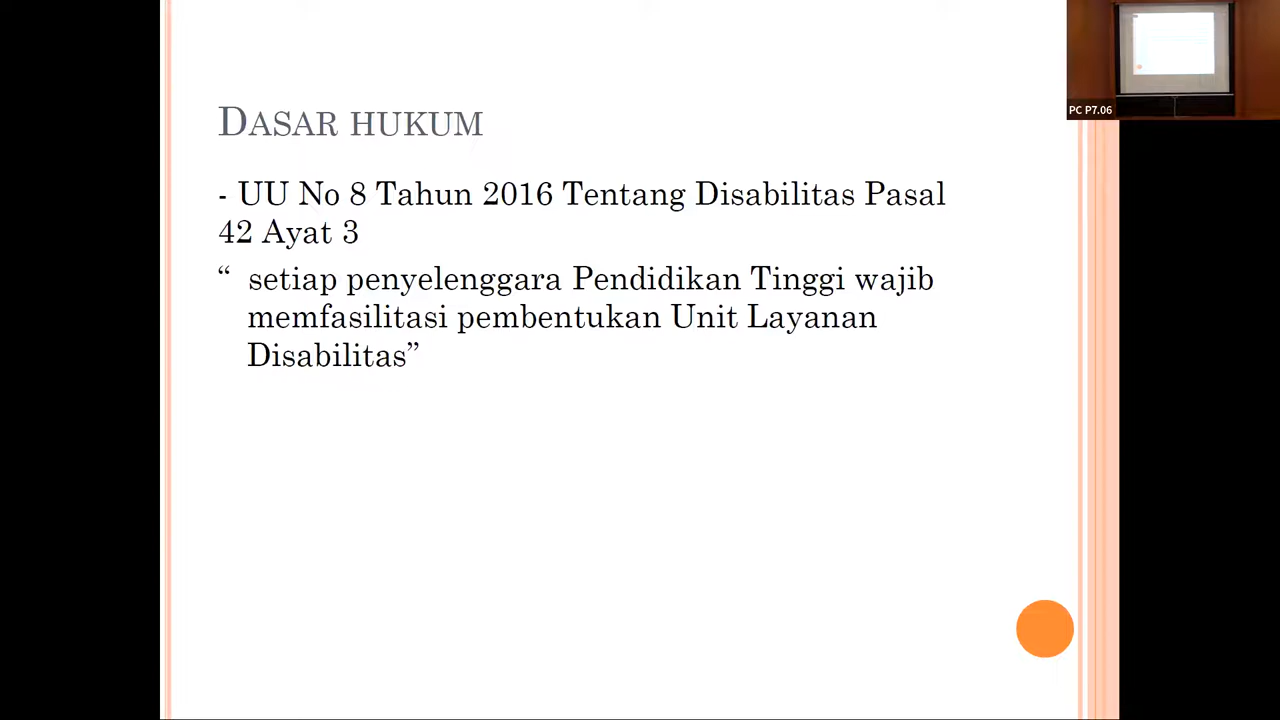 DASAR HUKUM
- UU No 8 Tahun 2016 Tentang Disabilitas Pasal
42 Ayat 3
“ setiap penyelenggara Pendidikan Tinggi wajib
memfasilitasi pembentukan Unit Layanan
Disabilitas”
PC P7.06